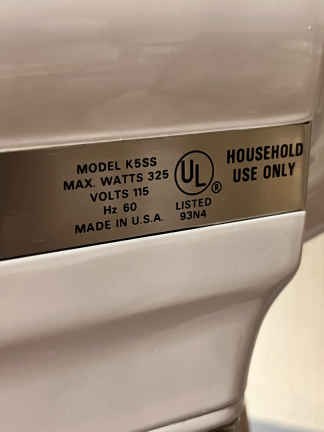 MODEL K5SS
MAX. WATTS 325
VOLTS 115
Hz 60
MADE IN U.S.A.
UL ®
LISTED
93N4
HOUSEHOLD
USE ONLY